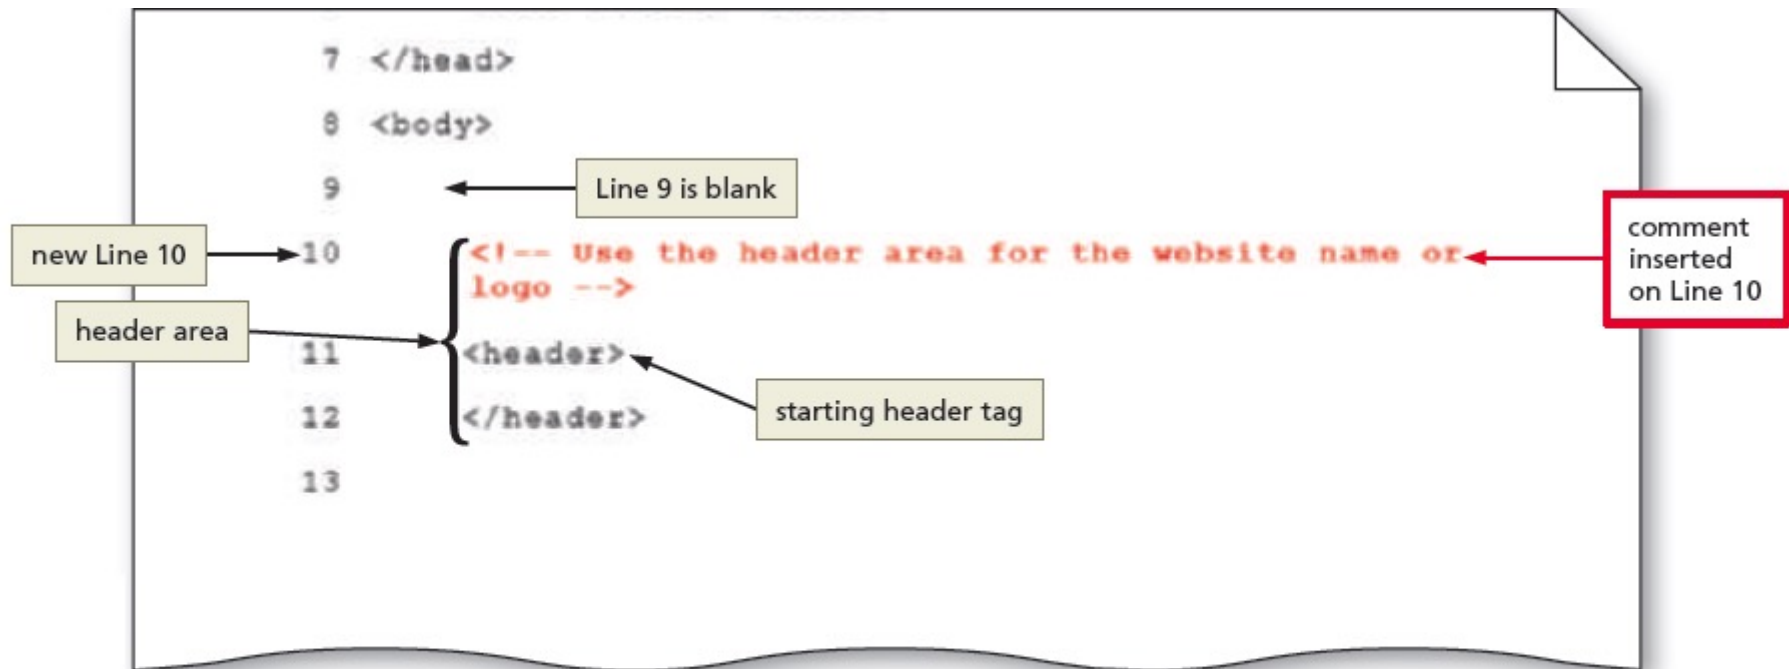 7 </head>
8 <body>
9
Line 9 is blank
new Line 10
10 <!-- Use the header area for the website name or
logo -->
comment
inserted
on Line 10
header area
11 <header>
starting header tag
12 </header>
13